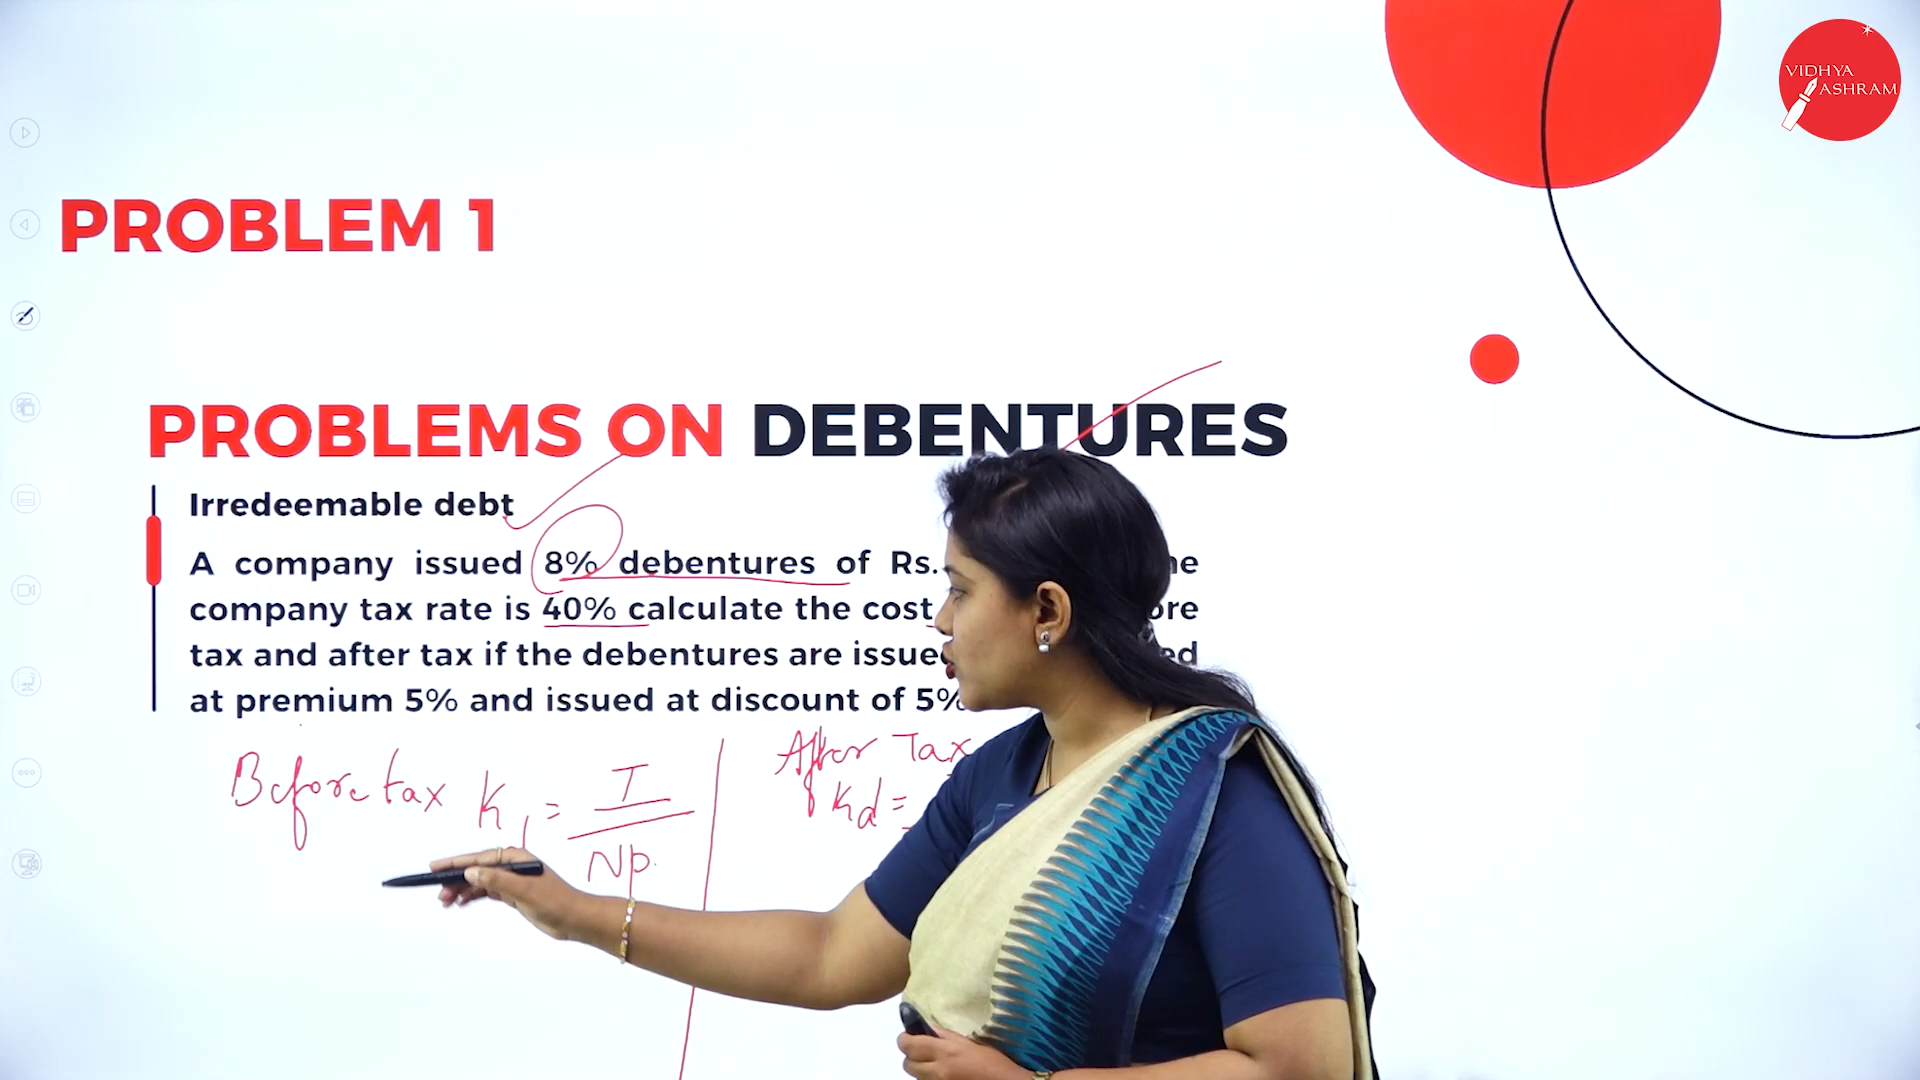 VIDHYA
ASHRAM
PROBLEM 1
PROBLEMS ON DEBENTURES
Irredeemable debt
A company issued 8% debentures of Rs.
company tax rate is 40% calculate the cost
tax and after tax if the debentures are issued
at premium 5% and issued at discount of 5%
Before tax Kd = I
NP.
After Tax
Kd =